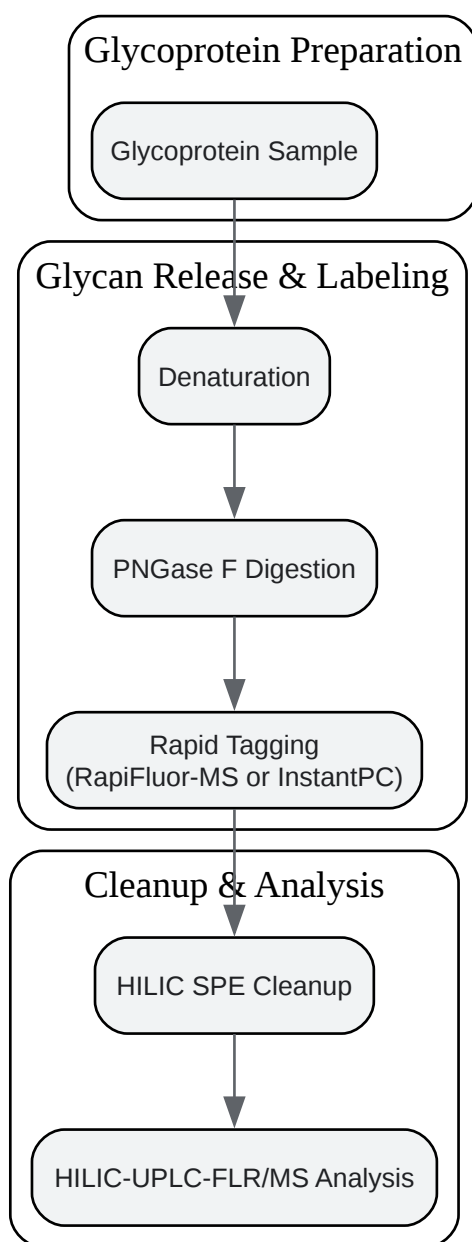 Glycoprotein Preparation
Glycoprotein Sample
Glycan Release & Labeling
Denaturation
PNGase F Digestion
Rapid Tagging
(RapiFluor-MS or InstantPC)
Cleanup & Analysis
HILIC SPE Cleanup
HILIC-UPLC-FLR/MS Analysis